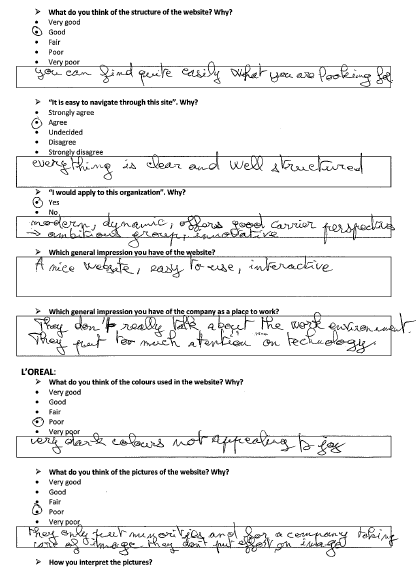 ➢ What do you think of the structure of the website? Why?
• Very good
• Good
• Fair
• Poor
• Very poor
you can find quite easily what you are looking for
➢ "It is easy to navigate through this site". Why?
• Strongly agree
• Agree
• Undecided
• Disagree
• Strongly disagree
everything is clear and well structured
➢ "I would apply to this organization". Why?
• Yes
• No
modern, dynamic, offers good carrier perspectives
→ ambitious group, innovative
➢ Which general impression you have of the website?
A nice website, easy to use, interactive
➢ Which general impression you have of the company as a place to work?
They don't really talk about the work environment.
They put too much atention on technology.
L'OREAL:
➢ What do you think of the colours used in the website? Why?
• Very good
• Good
• Fair
• Poor
• Very poor
very dark colours not appealing to
➢ What do you think of the pictures of the website? Why?
• Very good
• Good
• Fair
• Poor
• Very poor
they only put minorities and for a company taking
care of image they don't put effort on image
➢ How you interpret the pictures?